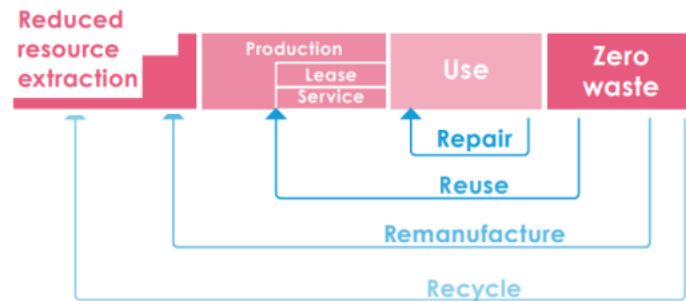 Reduced
resource
extraction
Production
Lease
Service
Use
Zero
waste
Repair
Reuse
Remanufacture
Recycle